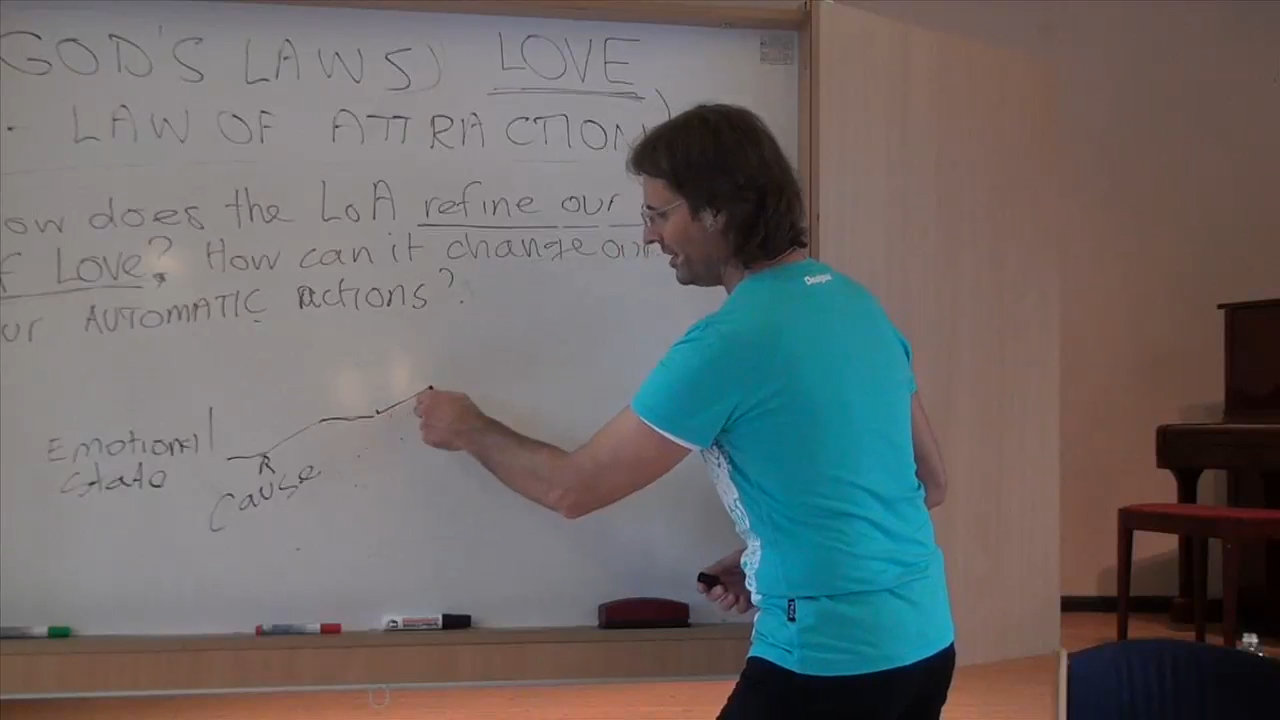 GOD'S LAWS) LOVE
- LAW OF ATTRACTION)
ow does the LoA refine our
f Love? How can it change our
ur AUTOMATIC actions?
Emotional
state
cause